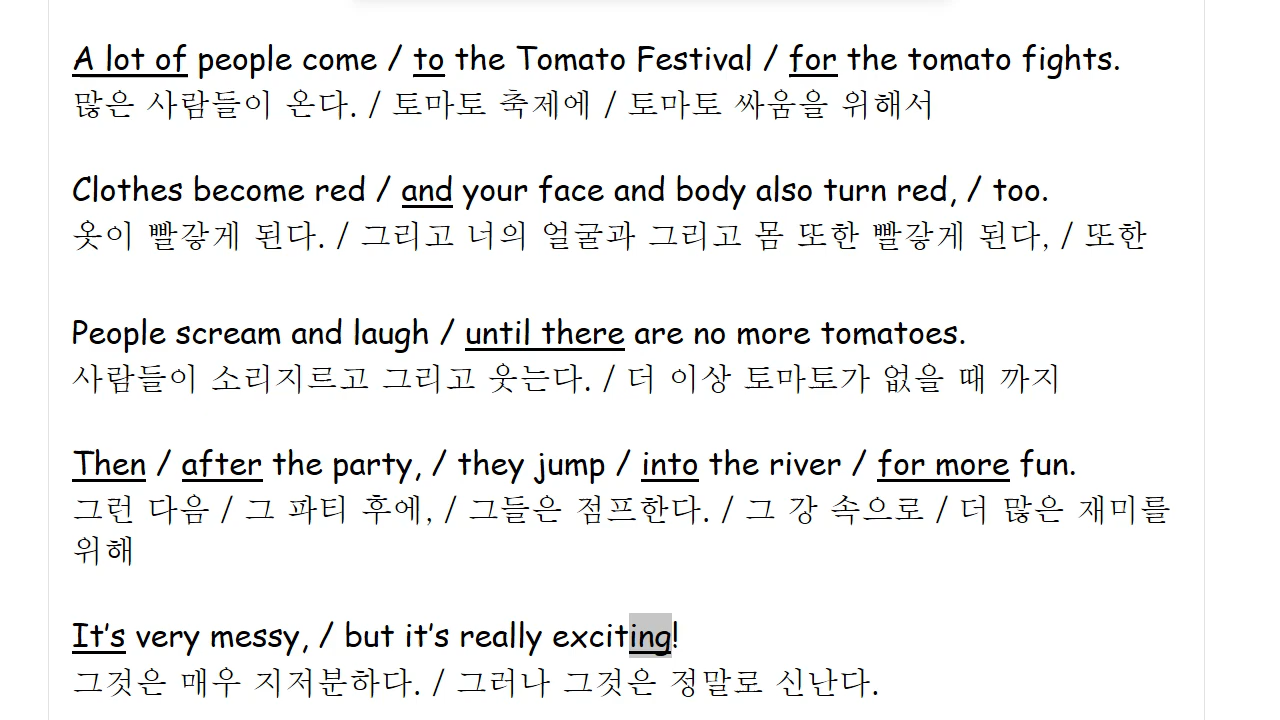 A lot of people come / to the Tomato Festival / for the tomato fights.
많은 사람들이 온다. / 토마토 축제에 / 토마토 싸움을 위해서
Clothes become red / and your face and body also turn red, / too.
옷이 빨갛게 된다. / 그리고 너의 얼굴과 그리고 몸 또한 빨갛게 된다, / 또한
People scream and laugh / until there are no more tomatoes.
사람들이 소리지르고 그리고 웃는다. / 더 이상 토마토가 없을 때 까지
Then / after the party, / they jump / into the river / for more fun.
그런 다음 / 그 파티 후에, / 그들은 점프한다. / 그 강 속으로 / 더 많은 재미를
위해
It’s very messy, / but it’s really exciting!
그것은 매우 지저분하다. / 그러나 그것은 정말로 신난다.